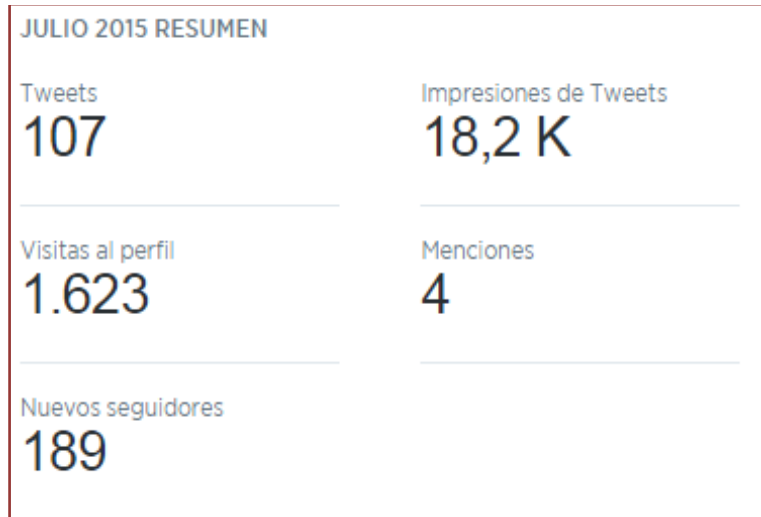 JULIO 2015 RESUMEN
Tweets
107
Impresiones de Tweets
18,2 K
Visitas al perfil
1.623
Menciones
4
Nuevos seguidores
189